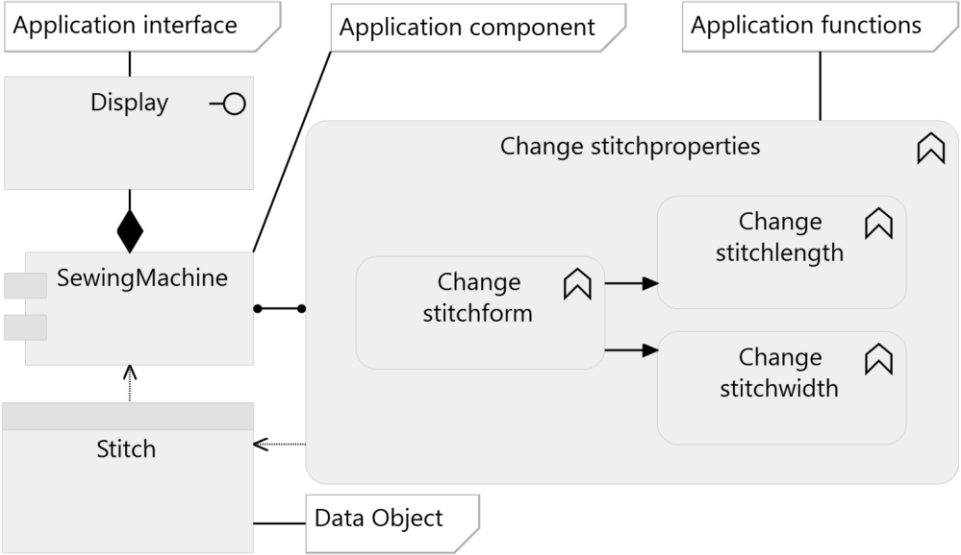 Application interface
Application component
Application functions
Display
Change stitchproperties
Change
stitchlength
SewingMachine
Change
stitchform
Change
stitchwidth
Stitch
Data Object